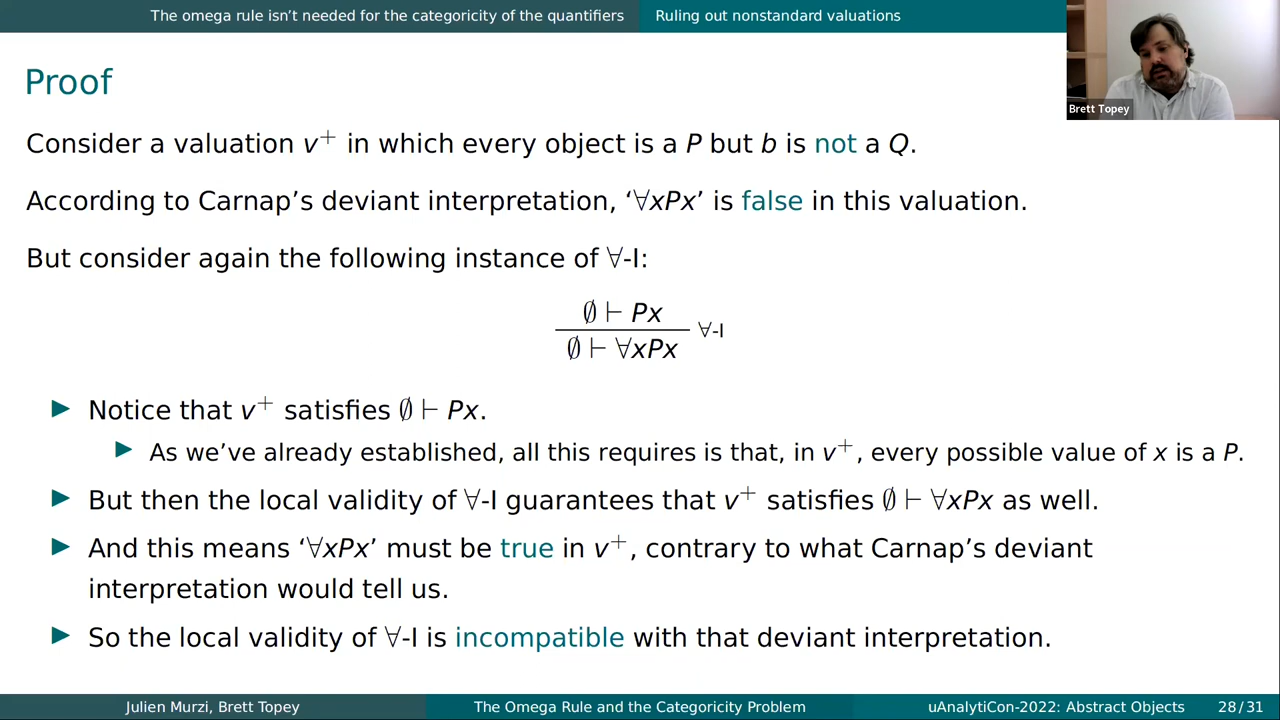 The omega rule isn’t needed for the categoricity of the quantifiers
Ruling out nonstandard valuations
Brett Topey
Proof
Consider a valuation v⁺ in which every object is a P but b is not a Q.
According to Carnap’s deviant interpretation, ‘∀xPx’ is false in this valuation.
But consider again the following instance of ∀-I:
∅ ⊢ Px
∀-I
∅ ⊢ ∀xPx
▶ Notice that v⁺ satisfies ∅ ⊢ Px.
▶ As we’ve already established, all this requires is that, in v⁺, every possible value of x is a P.
▶ But then the local validity of ∀-I guarantees that v⁺ satisfies ∅ ⊢ ∀xPx as well.
▶ And this means ‘∀xPx’ must be true in v⁺, contrary to what Carnap’s deviant
interpretation would tell us.
▶ So the local validity of ∀-I is incompatible with that deviant interpretation.
Julien Murzi, Brett Topey
The Omega Rule and the Categoricity Problem
uAnalytiCon-2022: Abstract Objects
28/31